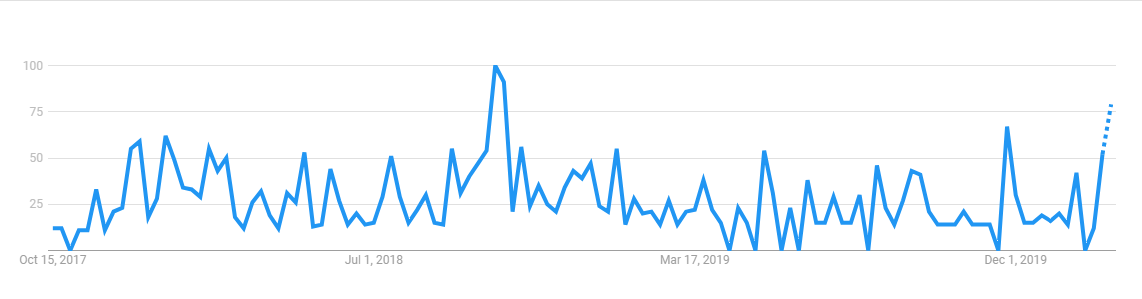 100
75
50
25
Oct 15, 2017
Jul 1, 2018
Mar 17, 2019
Dec 1, 2019